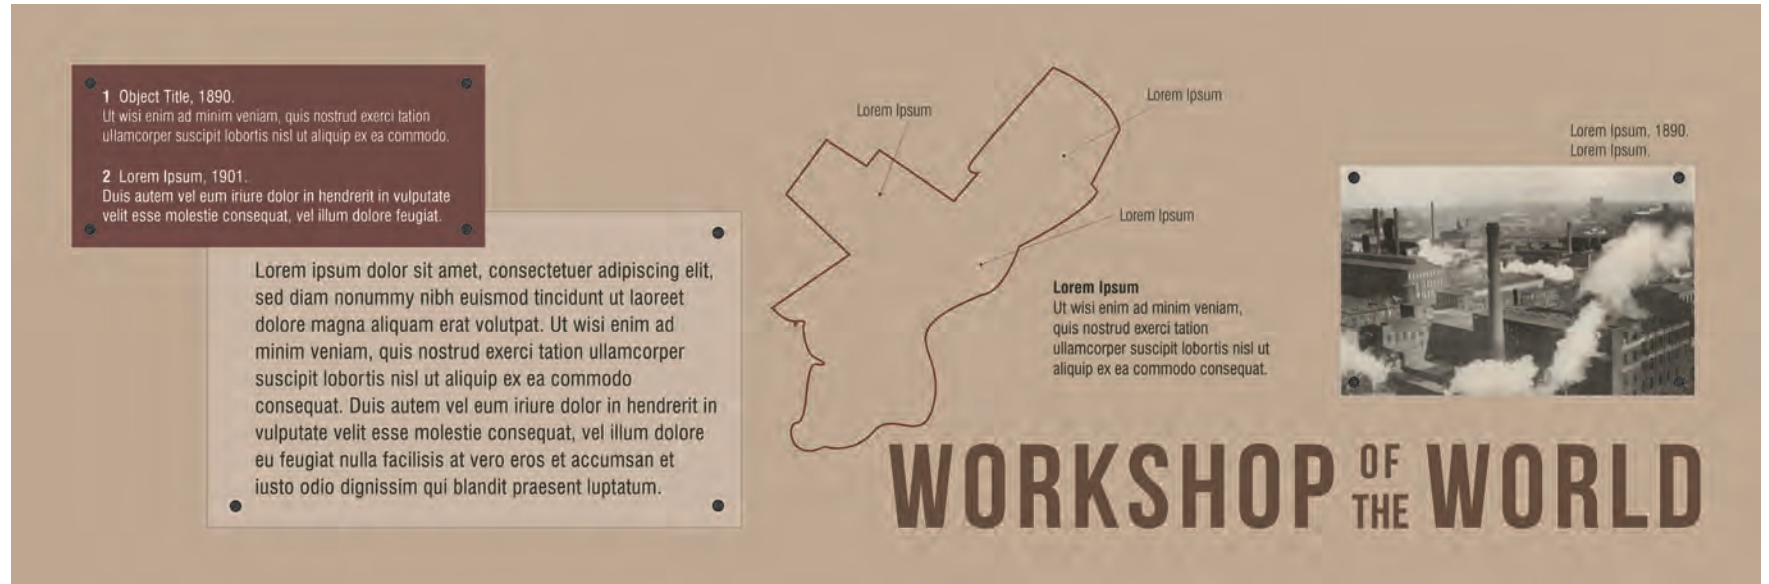 1 Object Title, 1890.
Ut wisi enim ad minim veniam, quis nostrud exerci tation
ullamcorper suscipit lobortis nisl ut aliquip ex ea commodo.
2 Lorem Ipsum, 1901.
Duis autem vel eum iriure dolor in hendrerit in vulputate
velit esse molestie consequat, vel illum dolore feugiat.
Lorem ipsum dolor sit amet, consectetuer adipiscing elit,
sed diam nonummy nibh euismod tincidunt ut laoreet
dolore magna aliquam erat volutpat. Ut wisi enim ad
minim veniam, quis nostrud exerci tation ullamcorper
suscipit lobortis nisl ut aliquip ex ea commodo
consequat. Duis autem vel eum iriure dolor in hendrerit in
vulputate velit esse molestie consequat, vel illum dolore
eu feugiat nulla facilisis at vero eros et accumsan et
iusto odio dignissim qui blandit praesent luptatum.
Lorem Ipsum
Lorem Ipsum
Lorem Ipsum
Lorem Ipsum
Ut wisi enim ad minim veniam,
quis nostrud exerci tation
ullamcorper suscipit lobortis nisl ut
aliquip ex ea commodo consequat.
Lorem Ipsum, 1890.
Lorem Ipsum.
WORKSHOP OF THE WORLD